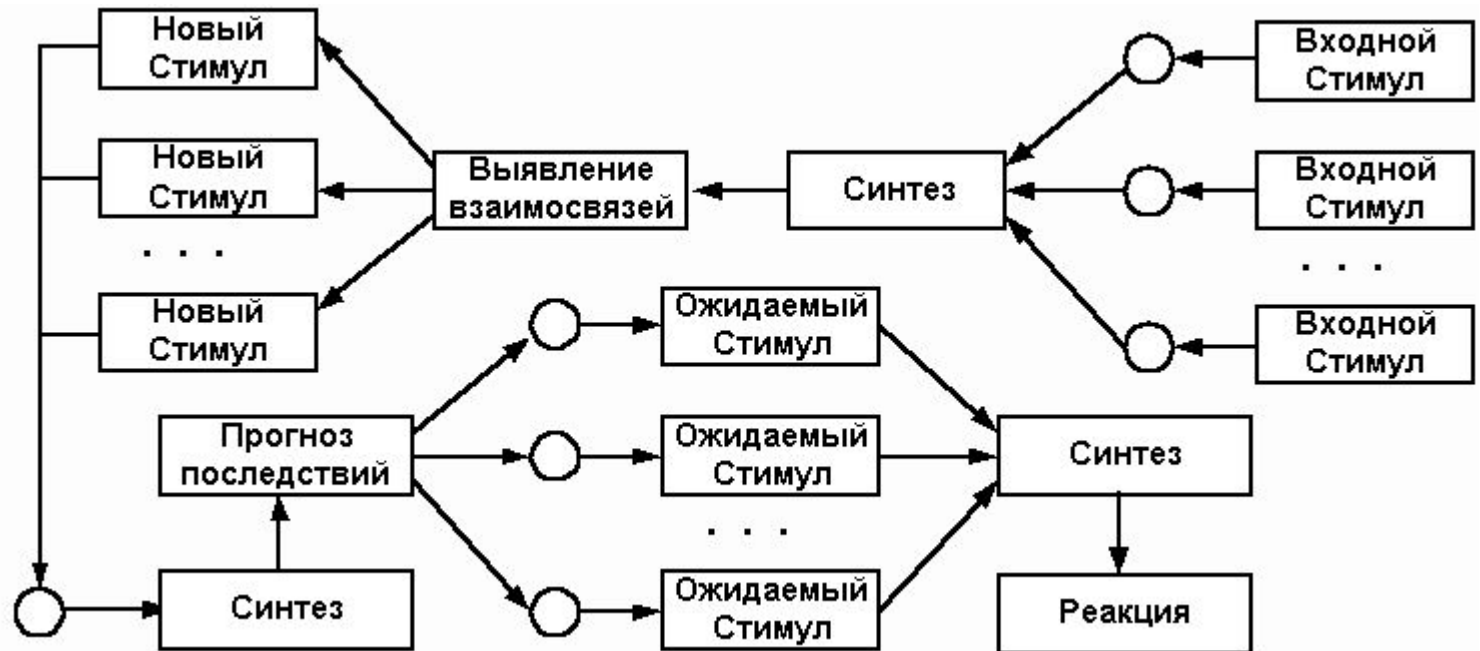 Новый
Стимул
Входной
Стимул
Новый
Стимул
Выявление
взаимосвязей
Синтез
Входной
Стимул
. . .
. . .
Новый
Стимул
Ожидаемый
Стимул
Входной
Стимул
Прогноз
последствий
Ожидаемый
Стимул
Синтез
. . .
Синтез
Ожидаемый
Стимул
Реакция